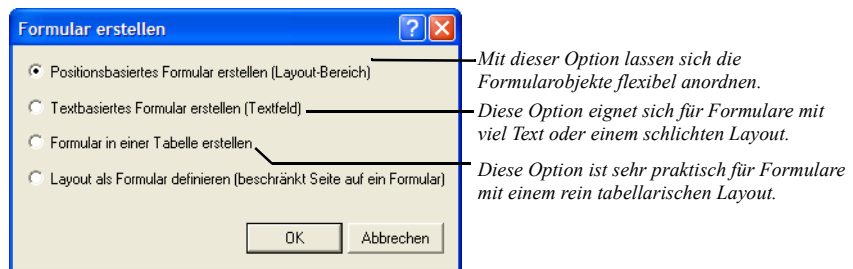 Formular erstellen
Positionsbasiertes Formular erstellen (Layout-Bereich)
Textbasiertes Formular erstellen (Textfeld)
Formular in einer Tabelle erstellen
Layout als Formular definieren (beschränkt Seite auf ein Formular)
OK
Abbrechen
Mit dieser Option lassen sich die
Formularobjekte flexibel anordnen.
Diese Option eignet sich für Formulare mit
viel Text oder einem schlichten Layout.
Diese Option ist sehr praktisch für Formulare
mit einem rein tabellarischen Layout.